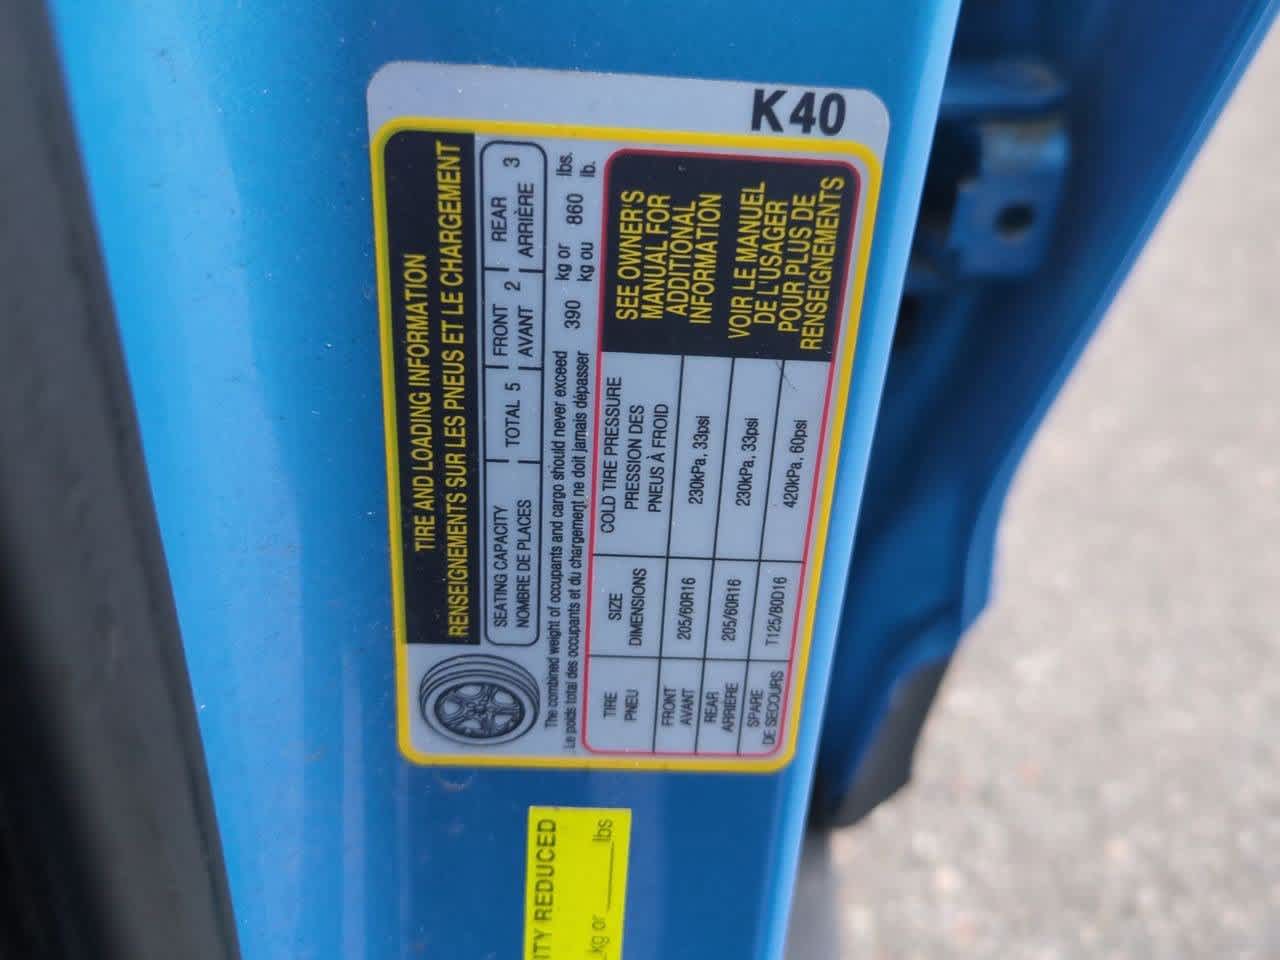 K40
TIRE AND LOADING INFORMATION
RENSEIGNEMENTS SUR LES PNEUS ET LE CHARGEMENT
SEATING CAPACITY
NOMBRE DE PLACES
TOTAL 5
FRONT
AVANT
2
REAR
ARRIÈRE
3
The combined weight of occupants and cargo should never exceed
Le poids total des occupants et du chargement ne doit jamais dépasser
390
kg or
kg ou
860
lbs.
lb.
TIRE
PNEU
SIZE
DIMENSIONS
COLD TIRE PRESSURE
PRESSION DES
PNEUS À FROID
FRONT
AVANT
205/60R16
230kPa, 33psi
REAR
ARRIÈRE
205/60R16
230kPa, 33psi
SPARE
DE SECOURS
T125/80D16
420kPa, 60psi
SEE OWNER'S
MANUAL FOR
ADDITIONAL
INFORMATION
VOIR LE MANUEL
DE L'USAGER
POUR PLUS DE
RENSEIGNEMENTS
ITY REDUCED
kg or ____ lbs